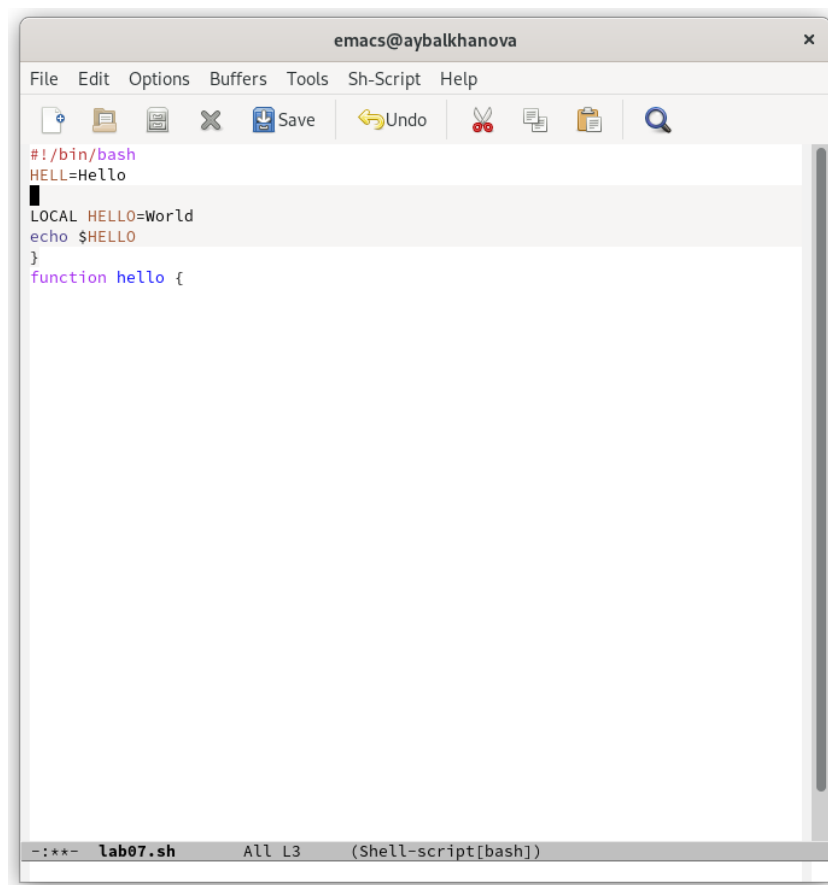 emacs@aybalkhanova ×
File Edit Options Buffers Tools Sh-Script Help
Save Undo
#!/bin/bash
HELL=Hello
LOCAL HELLO=World
echo $HELLO
}
function hello {
-:**- lab07.sh All L3 (Shell-script[bash])